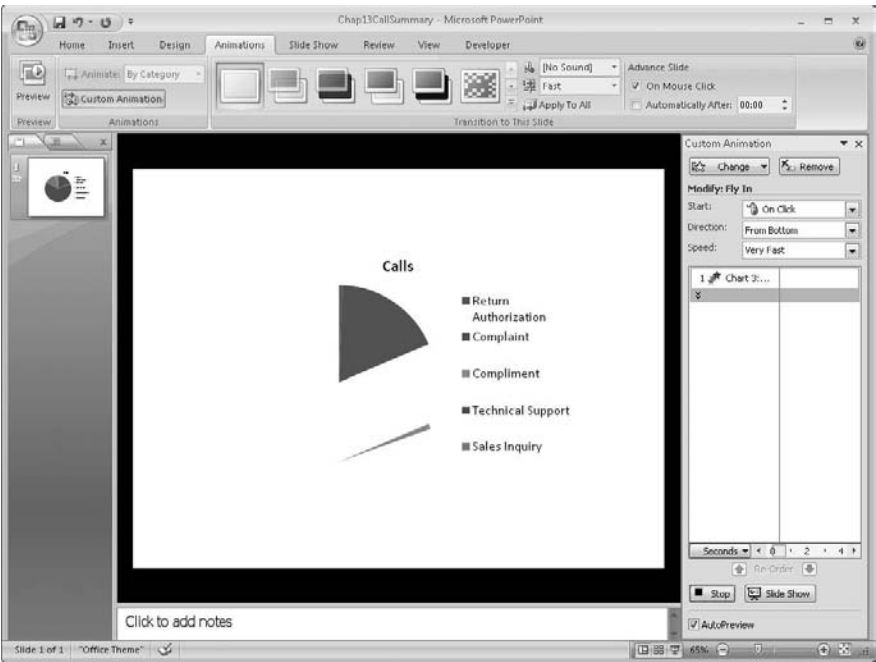 Chap13CallSummary - Microsoft PowerPoint
Home Insert Design Animations Slide Show Review View Developer
Preview
Animate: By Category
Custom Animation
[No Sound]
Fast
Apply To All
Advance Slide
On Mouse Click
Automatically After: 00:00
Preview Animations Transition to This Slide
Custom Animation
Change Remove
Modify: Fly In
Start: On Click
Direction: From Bottom
Speed: Very Fast
1 Chart 3:...
1
Calls
Return
Authorization
Complaint
Compliment
Technical Support
Sales Inquiry
Seconds 0 2 4
Re-Order
Stop Slide Show
AutoPreview
Click to add notes
Slide 1 of 1 "Office Theme" 65%